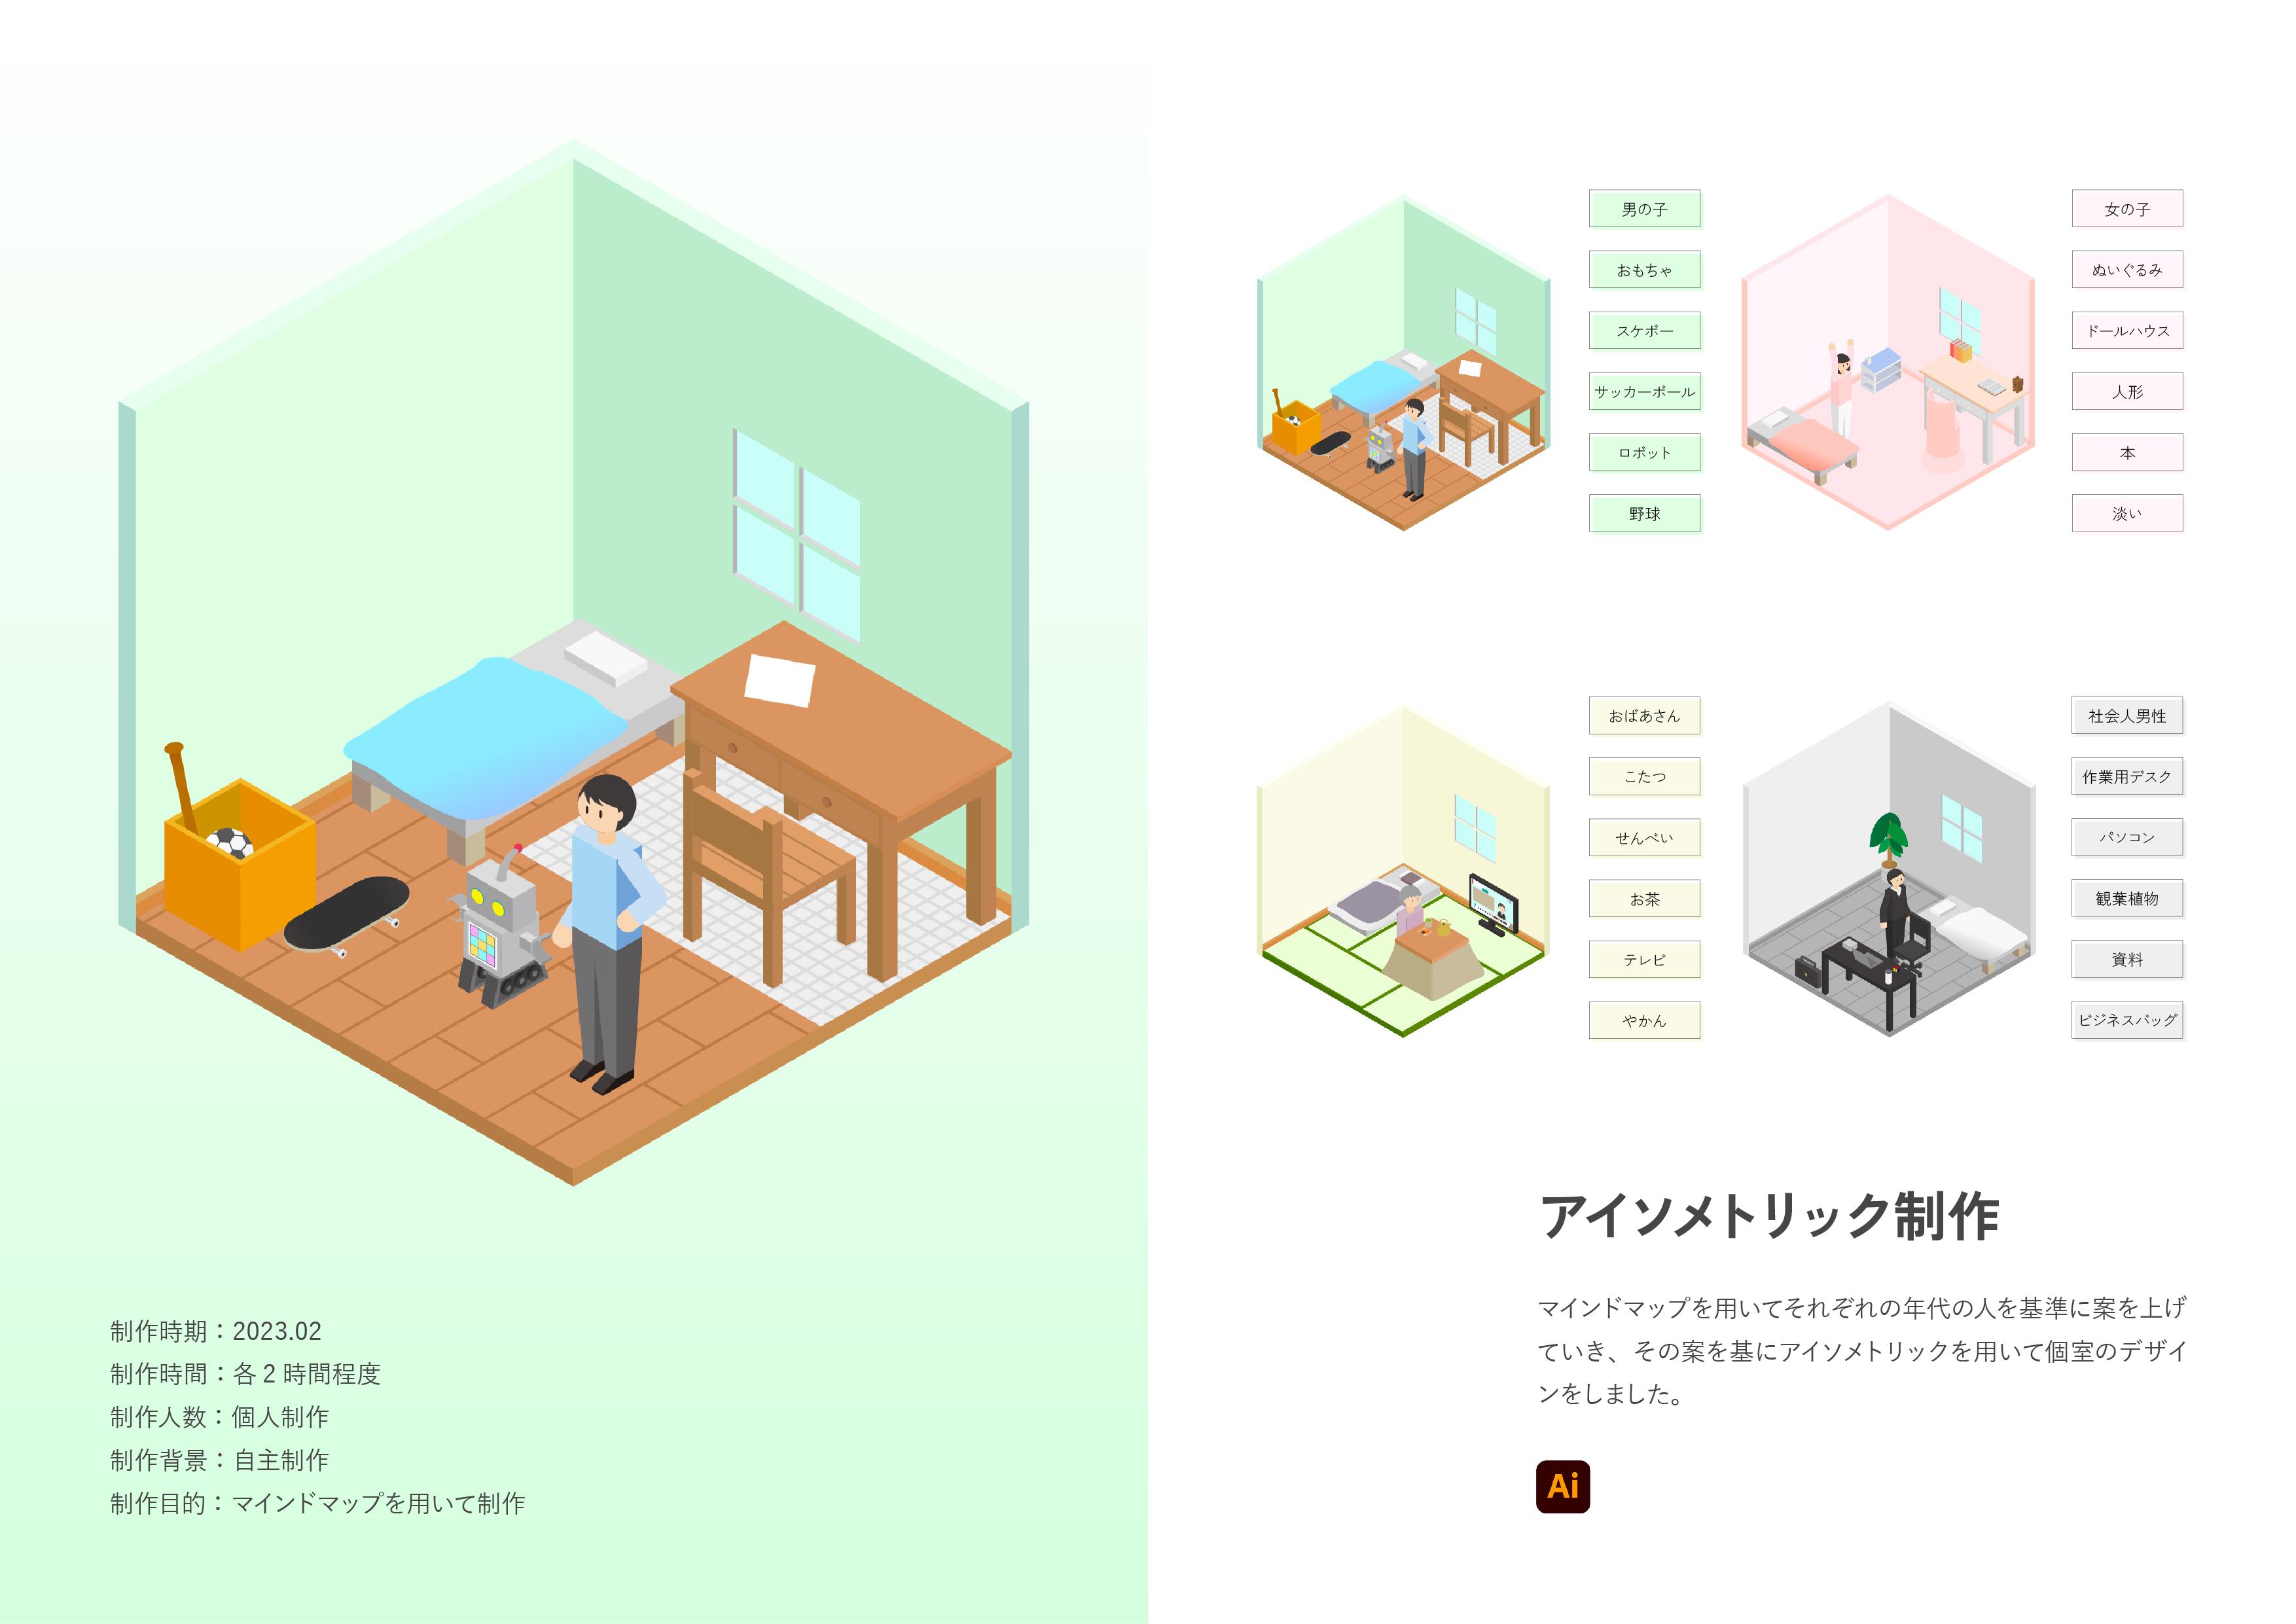 制作時期：2023.02
制作時間：各 2 時間程度
制作人数：個人制作
制作背景：自主制作
制作目的：マインドマップを用いて制作
男の子
おもちゃ
スケボー
サッカーボール
ロボット
野球
女の子
ぬいぐるみ
ドールハウス
人形
本
淡い
おばあさん
こたつ
せんべい
お茶
テレビ
やかん
社会人男性
作業用デスク
パソコン
観葉植物
資料
ビジネスバッグ
アイソメトリック制作
マインドマップを用いてそれぞれの年代の人を基準に案を上げ
ていき、その案を基にアイソメトリックを用いて個室のデザイ
ンをしました。
Ai